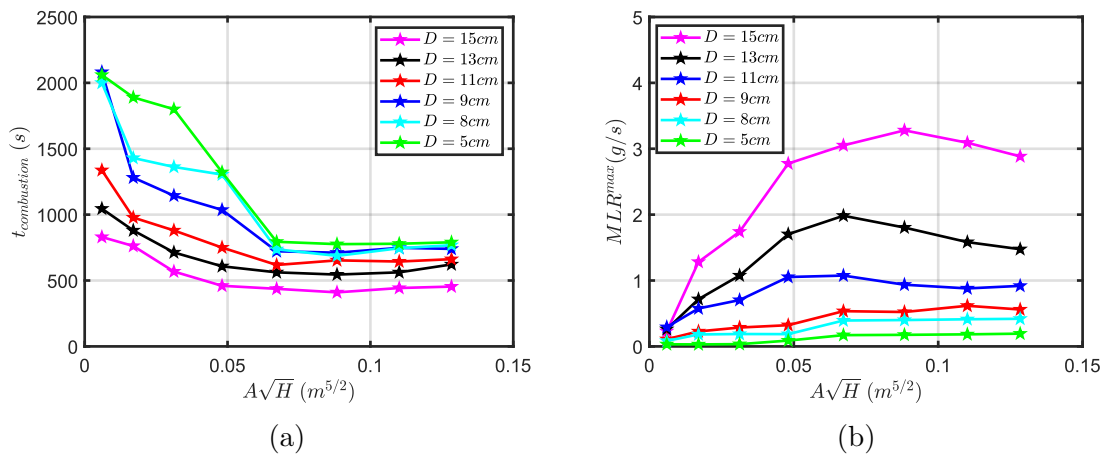 2500
2000
1500
1000
500
0
0
0.05
0.1
0.15
t_{combustion} (s)
A√H (m^{5/2})
D = 15cm
D = 13cm
D = 11cm
D = 9cm
D = 8cm
D = 5cm
(a)
5
4
3
2
1
0
0
0.05
0.1
0.15
MLR^{max}(g/s)
A√H (m^{5/2})
D = 15cm
D = 13cm
D = 11cm
D = 9cm
D = 8cm
D = 5cm
(b)